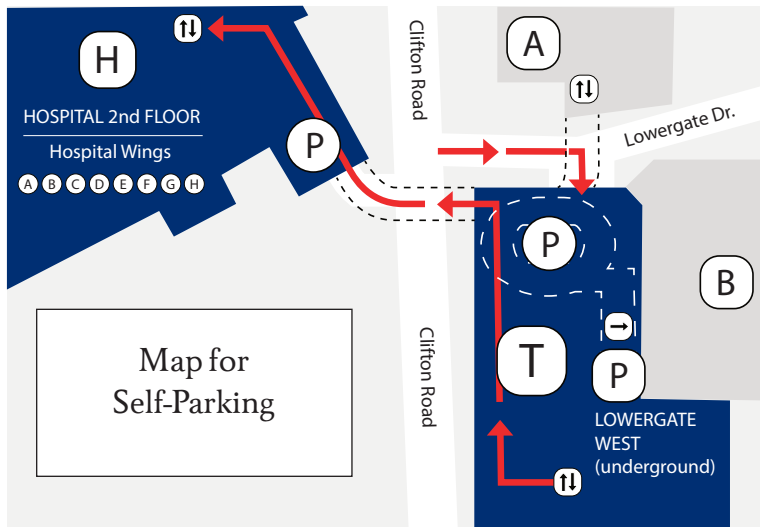 H
HOSPITAL 2nd FLOOR
Hospital Wings
A B C D E F G H
P
Clifton Road
A
Lowergate Dr.
P
B
Map for
Self-Parking
Clifton Road
T
P
LOWERGATE
WEST
(underground)